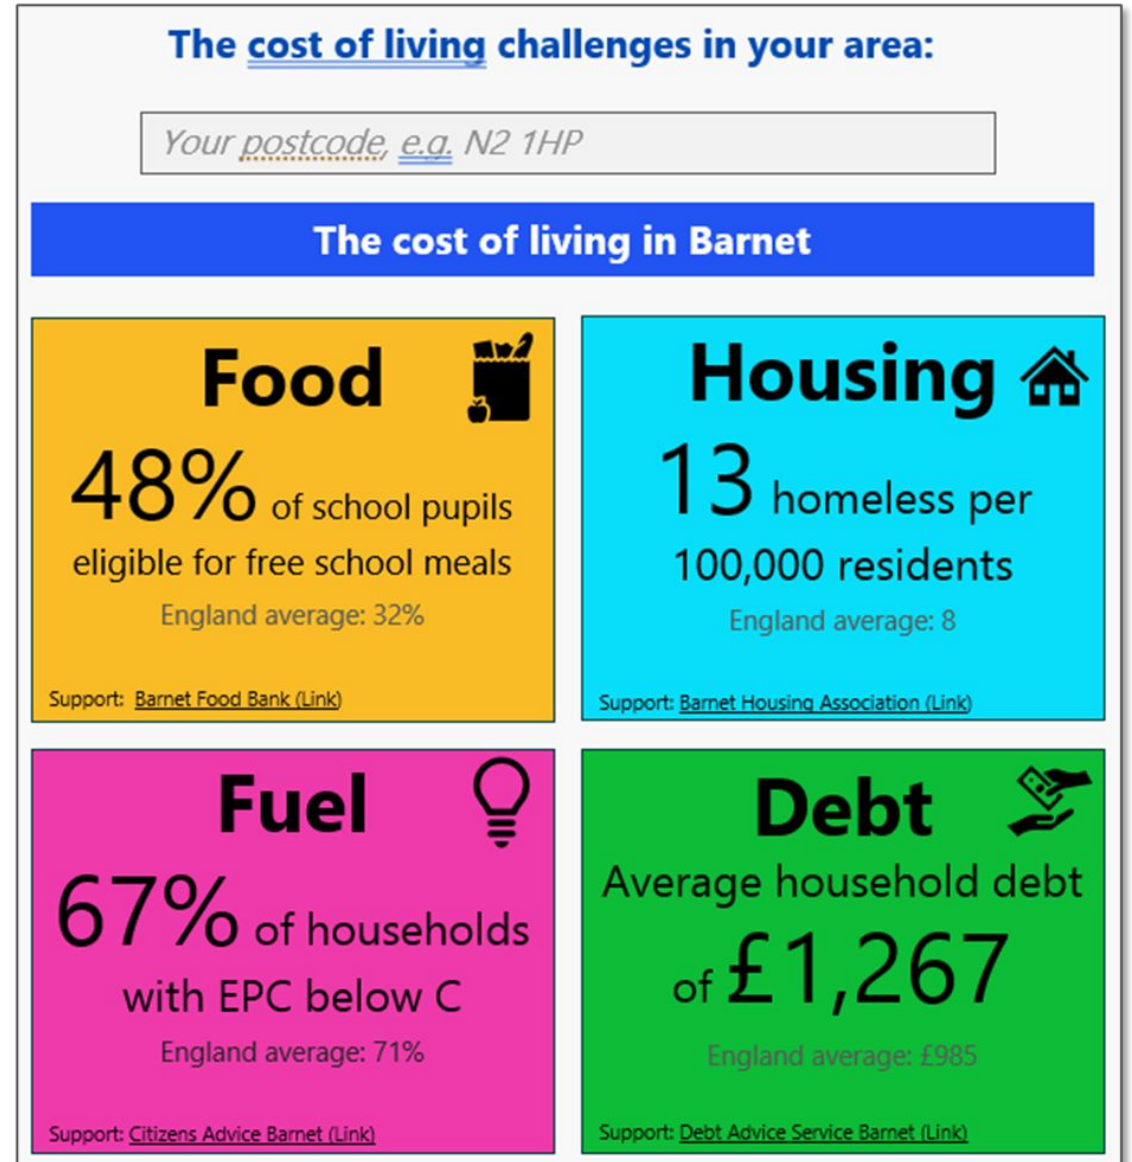 The cost of living challenges in your area:
Your postcode, e.g. N2 1HP
The cost of living in Barnet
Food
48% of school pupils
eligible for free school meals
England average: 32%
Support: Barnet Food Bank (Link)
Housing
13 homeless per
100,000 residents
England average: 8
Support: Barnet Housing Association (Link)
Fuel
67% of households
with EPC below C
England average: 71%
Support: Citizens Advice Barnet (Link)
Debt
Average household debt
of £1,267
England average: £985
Support: Debt Advice Service Barnet (Link)